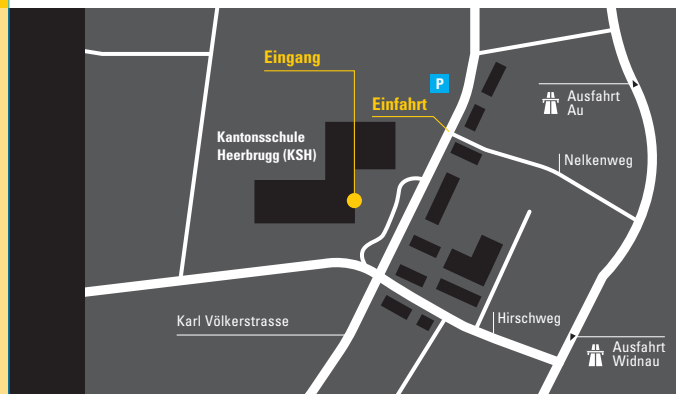 Eingang
P
Einfahrt
Ausfahrt
Au
Kantonsschule
Heerbrugg (KSH)
Nelkenweg
Karl Völkerstrasse
Hirschweg
Ausfahrt
Widnau